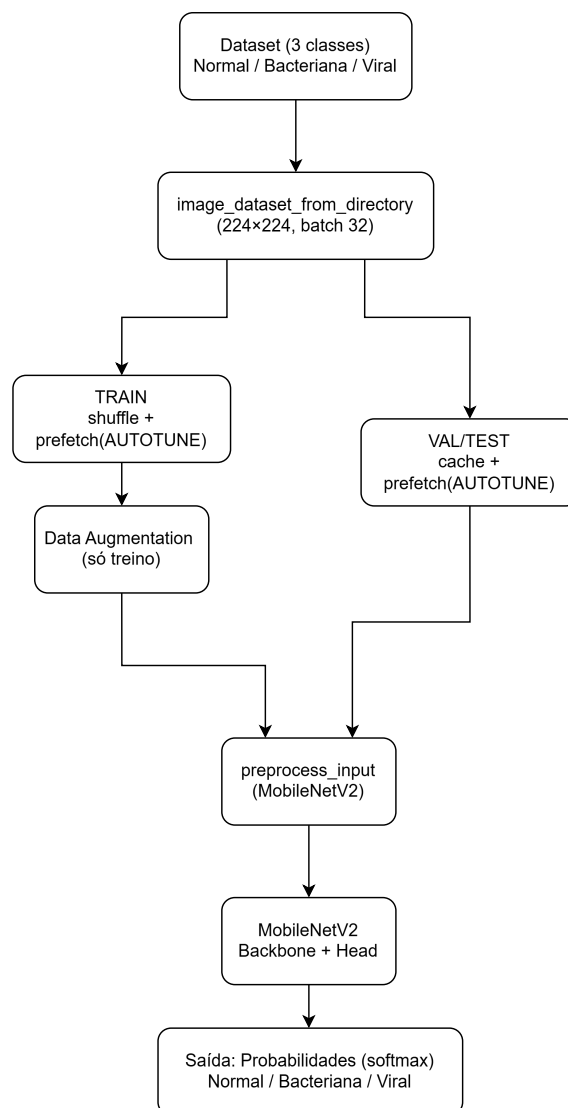 Dataset (3 classes)
Normal / Bacteriana / Viral
image_dataset_from_directory
(224×224, batch 32)
TRAIN
shuffle +
prefetch(AUTOTUNE)
VAL/TEST
cache +
prefetch(AUTOTUNE)
Data Augmentation
(só treino)
preprocess_input
(MobileNetV2)
MobileNetV2
Backbone + Head
Saída: Probabilidades (softmax)
Normal / Bacteriana / Viral